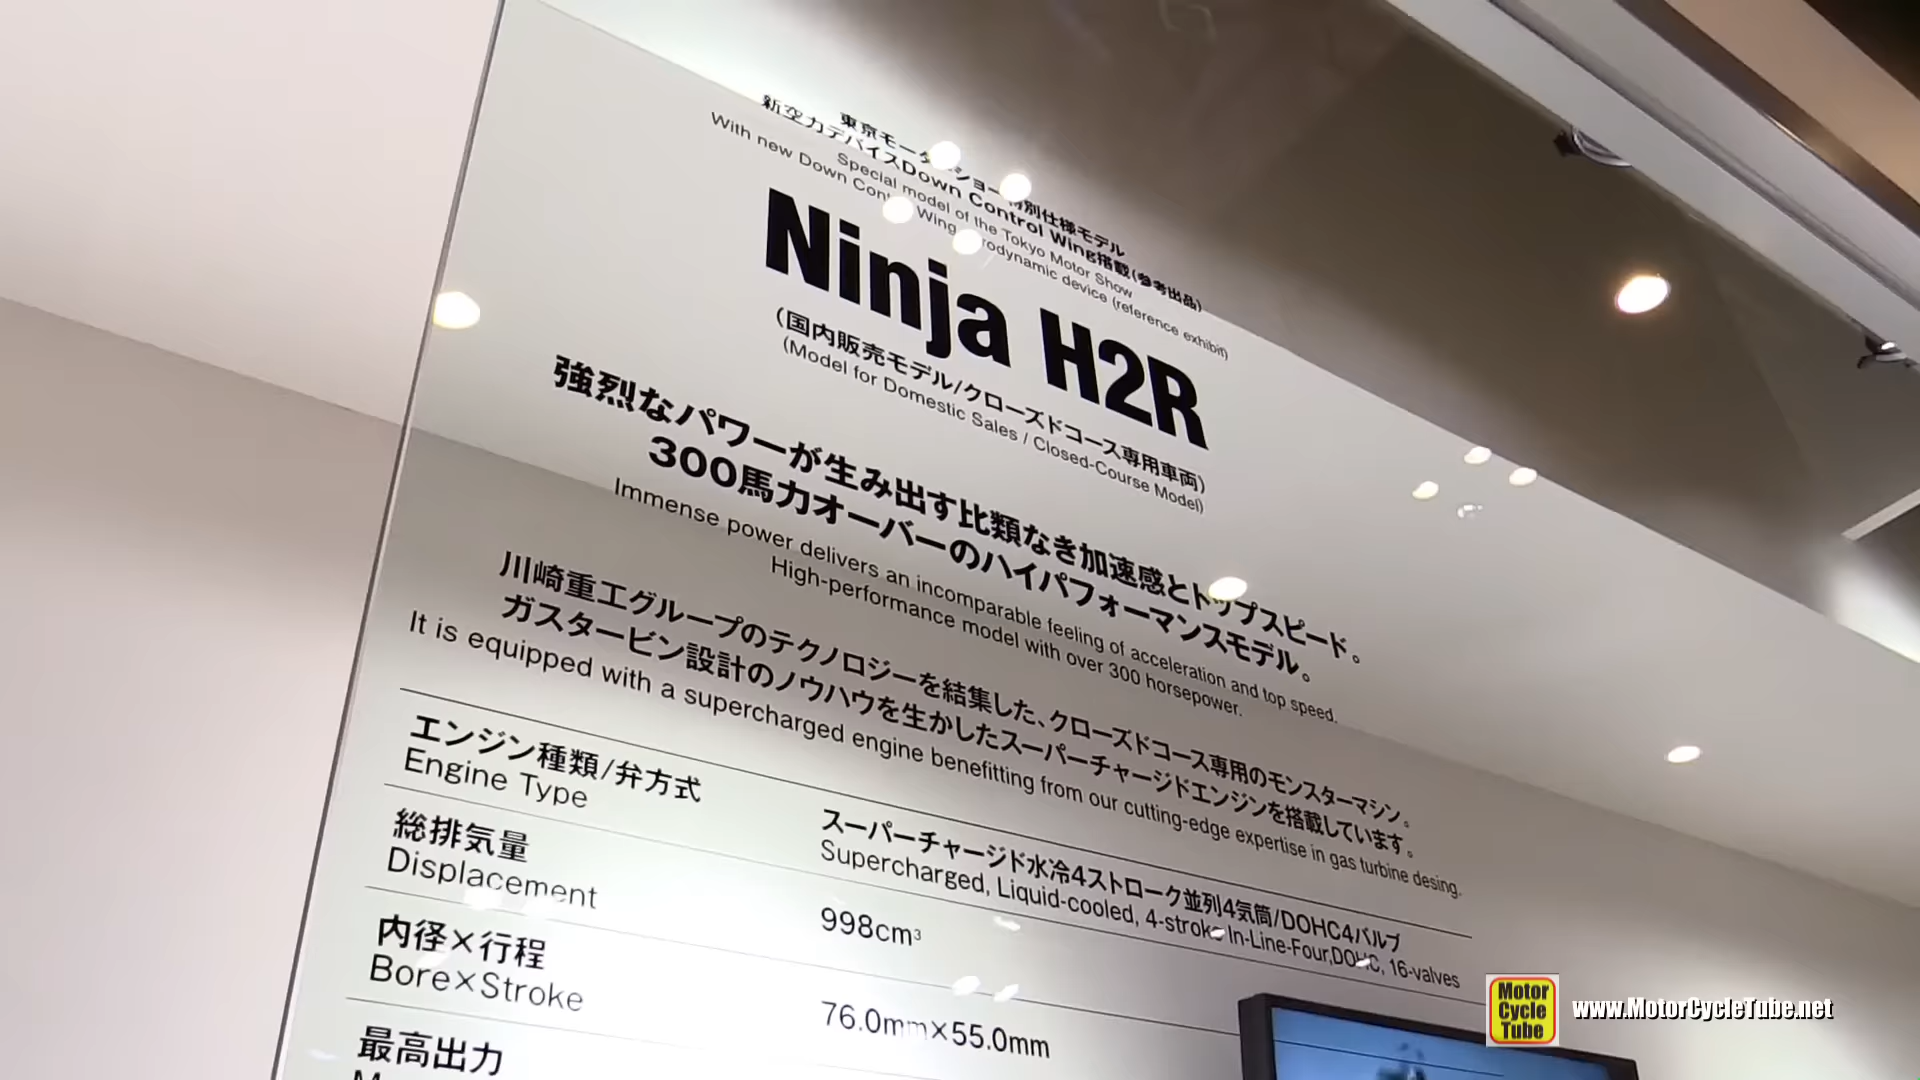 東京モーターショー特別仕様モデル
新空力デバイスDown Control Wing搭載(参考出品)
Special model of the Tokyo Motor Show
With new Down Control Wing aerodynamic device (reference exhibit)
Ninja H2R
(国内販売モデル/クローズドコース専用車両)
(Model for Domestic Sales / Closed-Course Model)
強烈なパワーが生み出す比類なき加速感とトップスピード。
300馬力オーバーのハイパフォーマンスモデル。
Immense power delivers an incomparable feeling of acceleration and top speed.
High-performance model with over 300 horsepower.
川崎重工グループのテクノロジーを結集した、クローズドコース専用のモンスターマシン。
ガスタービン設計のノウハウを生かしたスーパーチャージドエンジンを搭載しています。
It is equipped with a supercharged engine benefitting from our cutting-edge expertise in gas turbine desing.
エンジン種類/弁方式
Engine Type
スーパーチャージド水冷4ストローク並列4気筒/DOHC4バルブ
Supercharged, Liquid-cooled, 4-stroke In-Line-Four,DOHC, 16-valves
総排気量
Displacement
998cm³
内径×行程
Bore×Stroke
76.0mm×55.0mm
最高出力
Motor
Cycle
Tube
www.MotorCycleTube.net